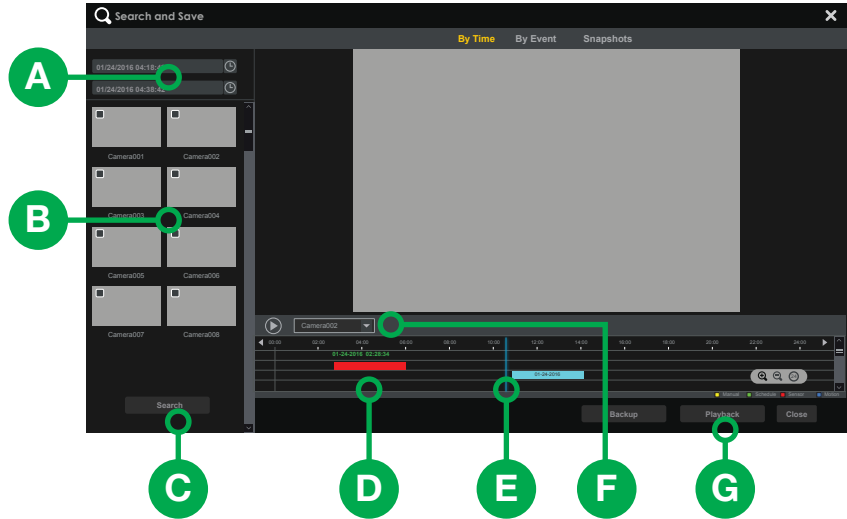 Search and Save
By Time By Event Snapshots
A
01/24/2016 04:18:42
01/24/2016 04:38:42
Camera001 Camera002
B
Camera003 Camera004
Camera005 Camera006
Camera007 Camera008
Camera002
00:00 02:00 04:00 06:00 08:00 10:00 12:00 14:00 16:00 18:00 20:00 22:00 24:00
01-24-2016 02:28:34
01-24-2016
Manual Schedule Sensor Motion
Search
Backup Playback Close
C D E F G